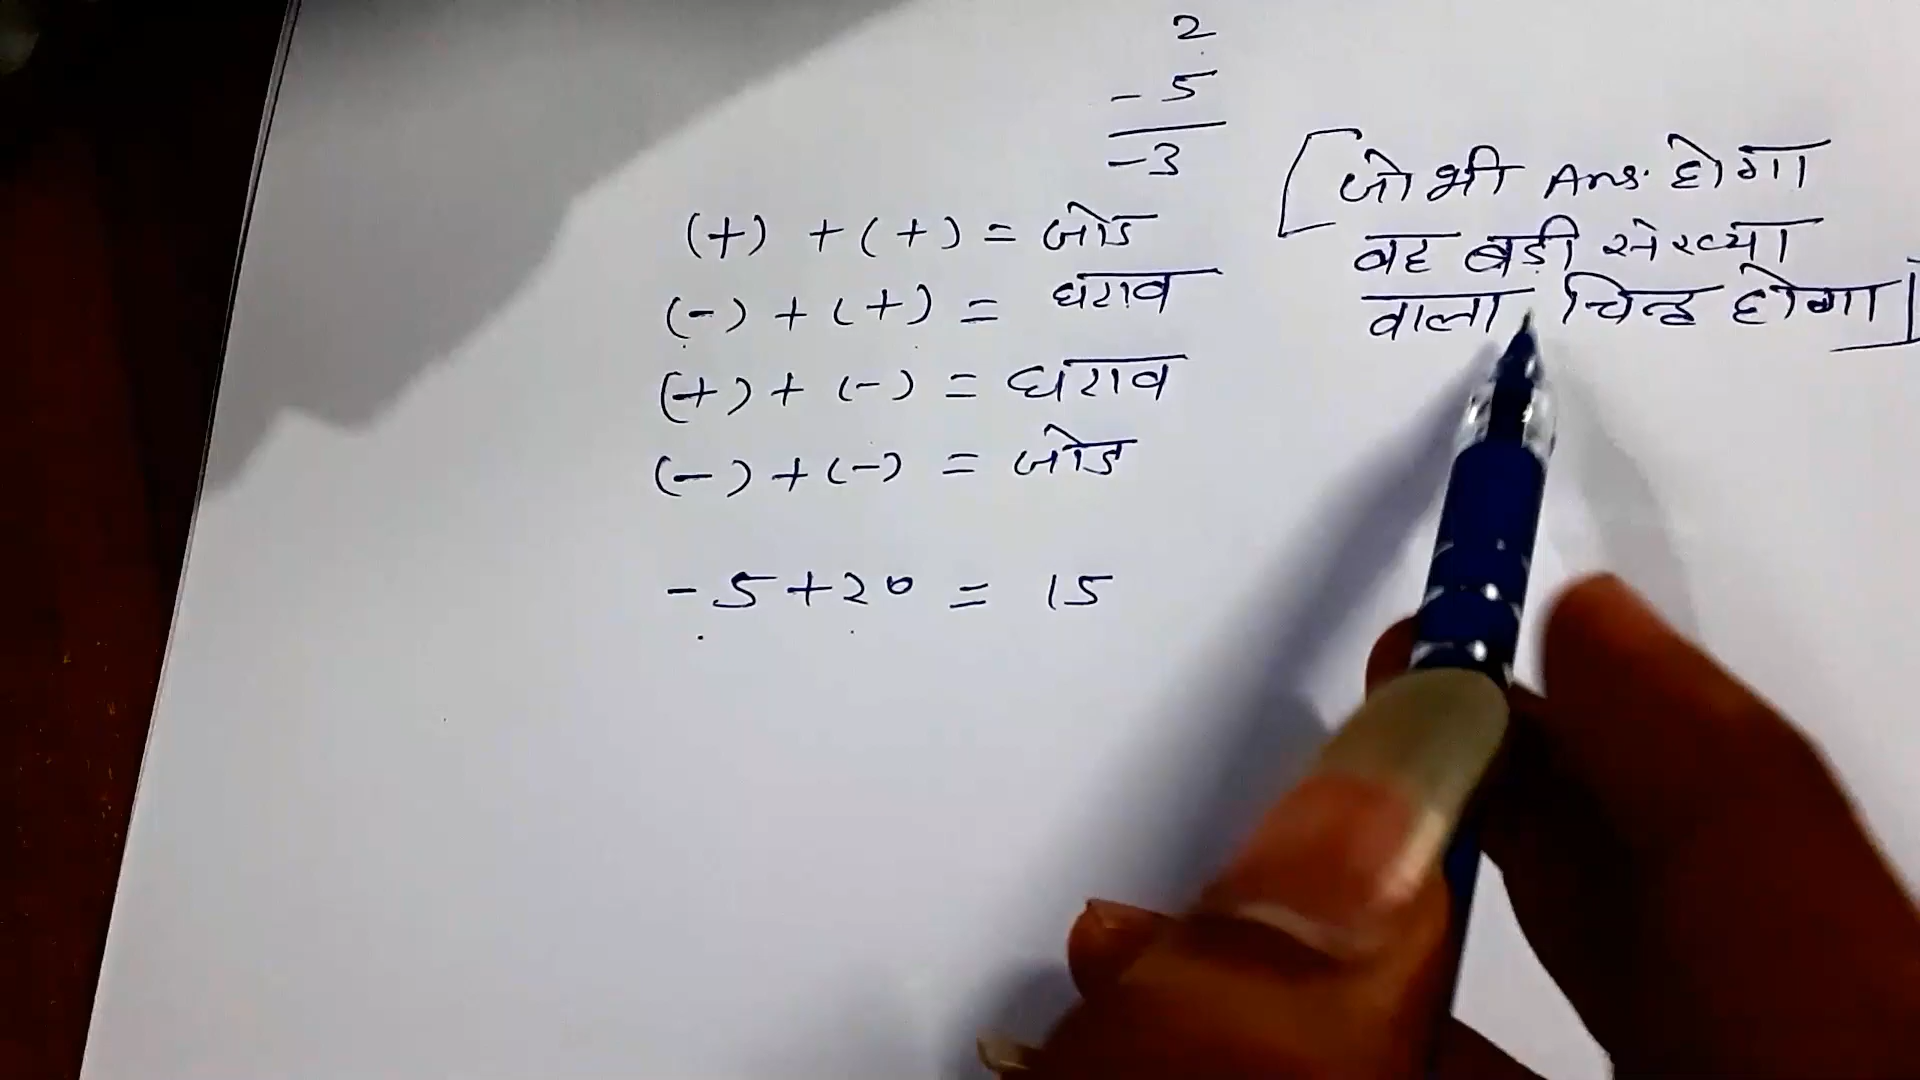 2
- 5
-3
(+) + (+) = जोड
(-) + (+) = घटाव
(+) + (-) = घटाव
(-) + (-) = जोड
-5+20 = 15
[जो भी Ans. होगा
वह बड़ी संख्या
वाला चिन्ह होगा]